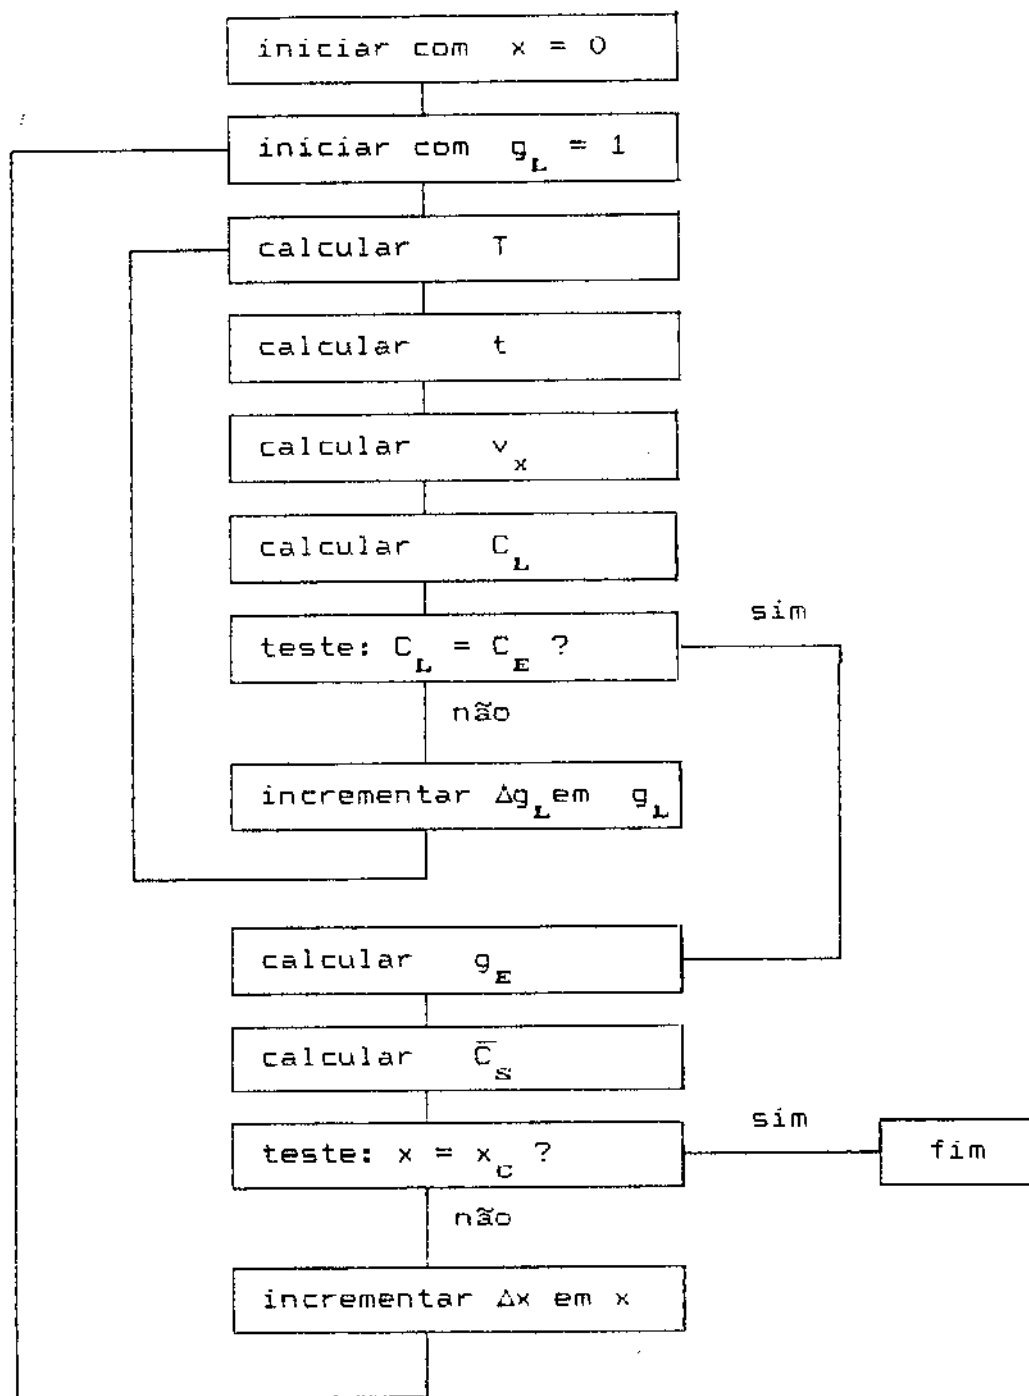 iniciar com x = 0
iniciar com g_L = 1
calcular T
calcular t
calcular v_x
calcular C_L
teste: C_L = C_E ?
sim
não
incrementar Δg_L em g_L
calcular g_E
calcular C̅_S
teste: x = x_C ?
sim
fim
não
incrementar Δx em x